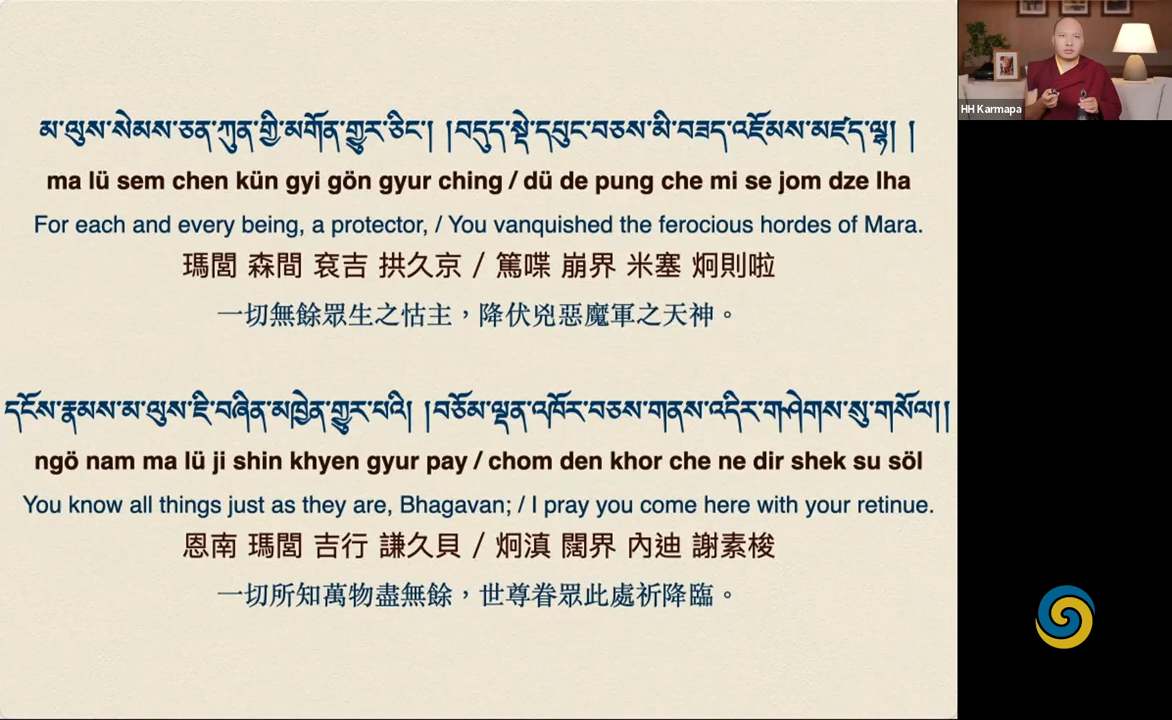 མ་ལུས་སེམས་ཅན་ཀུན་གྱི་མགོན་གྱུར་ཅིང་། །བདུད་སྡེ་དཔུང་བཅས་མི་བཟད་འཇོམས་མཛད་ལྷ། །
ma lü sem chen kün gyi gön gyur ching / dü de pung che mi se jom dze lha
For each and every being, a protector, / You vanquished the ferocious hordes of Mara.
瑪閭 森間 袞吉 拱久京 / 篤喋 崩界 米塞 炯則啦
一切無餘眾生之怙主，降伏兇惡魔軍之天神。
དངོས་རྣམས་མ་ལུས་ཇི་བཞིན་མཁྱེན་གྱུར་པའི། །བཅོམ་ལྡན་འཁོར་བཅས་གནས་འདིར་གཤེགས་སུ་གསོལ།།
ngö nam ma lü ji shin khyen gyur pay / chom den khor che ne dir shek su söl
You know all things just as they are, Bhagavan; / I pray you come here with your retinue.
恩南 瑪閭 吉行 謙久貝 / 炯滇 闊界 內迪 謝素梭
一切所知萬物盡無餘，世尊眷眾此處祈降臨。
HH Karmapa